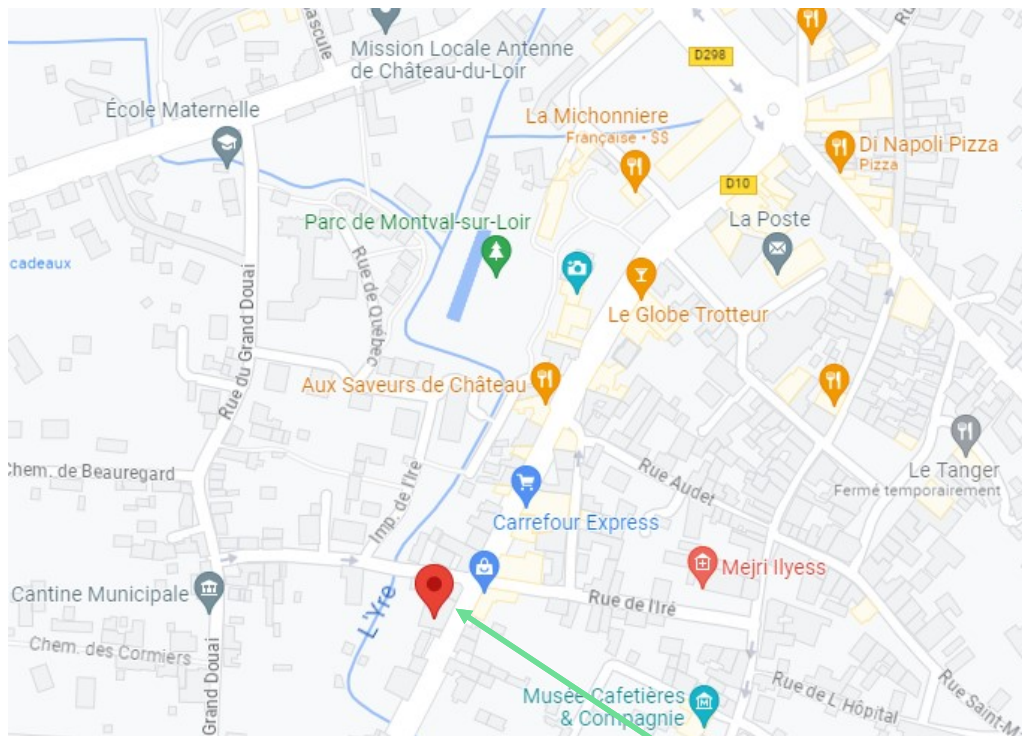 Mission Locale Antenne
de Château-du-Loir
D298
École Maternelle
La Michonniere
Française • $$
Di Napoli Pizza
Pizza
D10
Parc de Montval-sur-Loir
La Poste
cadeaux
Rue de Québec
Rue du Grand Douai
Le Globe Trotteur
Aux Saveurs de Château
Chem. de Beauregard
Imp. de l'Ire
Rue Audet
Le Tanger
Fermé temporairement
Carrefour Express
Mejri Ilyess
Cantine Municipale
L'Yre
Rue de l'Iré
Chem. des Cormiers
Grand Douai
Musée Cafetières
& Compagnie
Rue de L'Hôpital
Rue Saint-M